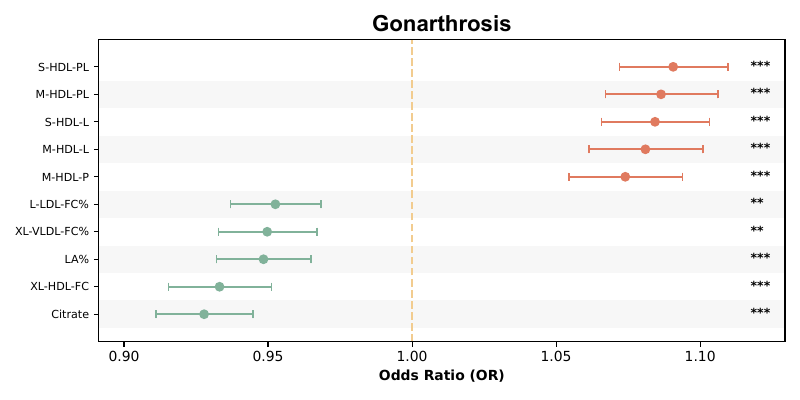 Gonarthrosis
S-HDL-PL ***
M-HDL-PL ***
S-HDL-L ***
M-HDL-L ***
M-HDL-P ***
L-LDL-FC% **
XL-VLDL-FC% **
LA% ***
XL-HDL-FC ***
Citrate ***
0.90 0.95 1.00 1.05 1.10
Odds Ratio (OR)